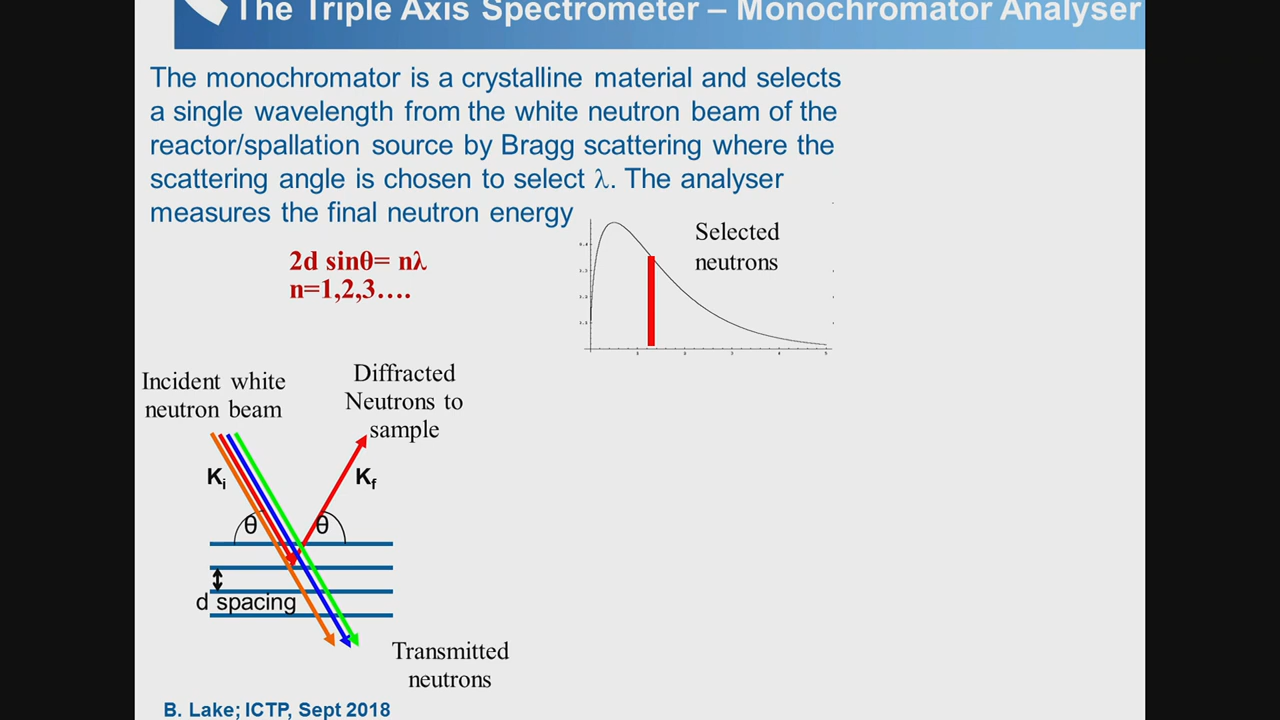 The Triple Axis Spectrometer – Monochromator Analyser
The monochromator is a crystalline material and selects
a single wavelength from the white neutron beam of the
reactor/spallation source by Bragg scattering where the
scattering angle is chosen to select λ. The analyser
measures the final neutron energy
2d sinθ= nλ
n=1,2,3….
Selected
neutrons
Incident white
neutron beam
Diffracted
Neutrons to
sample
Ki
Kf
θ
θ
d spacing
Transmitted
neutrons
B. Lake; ICTP, Sept 2018